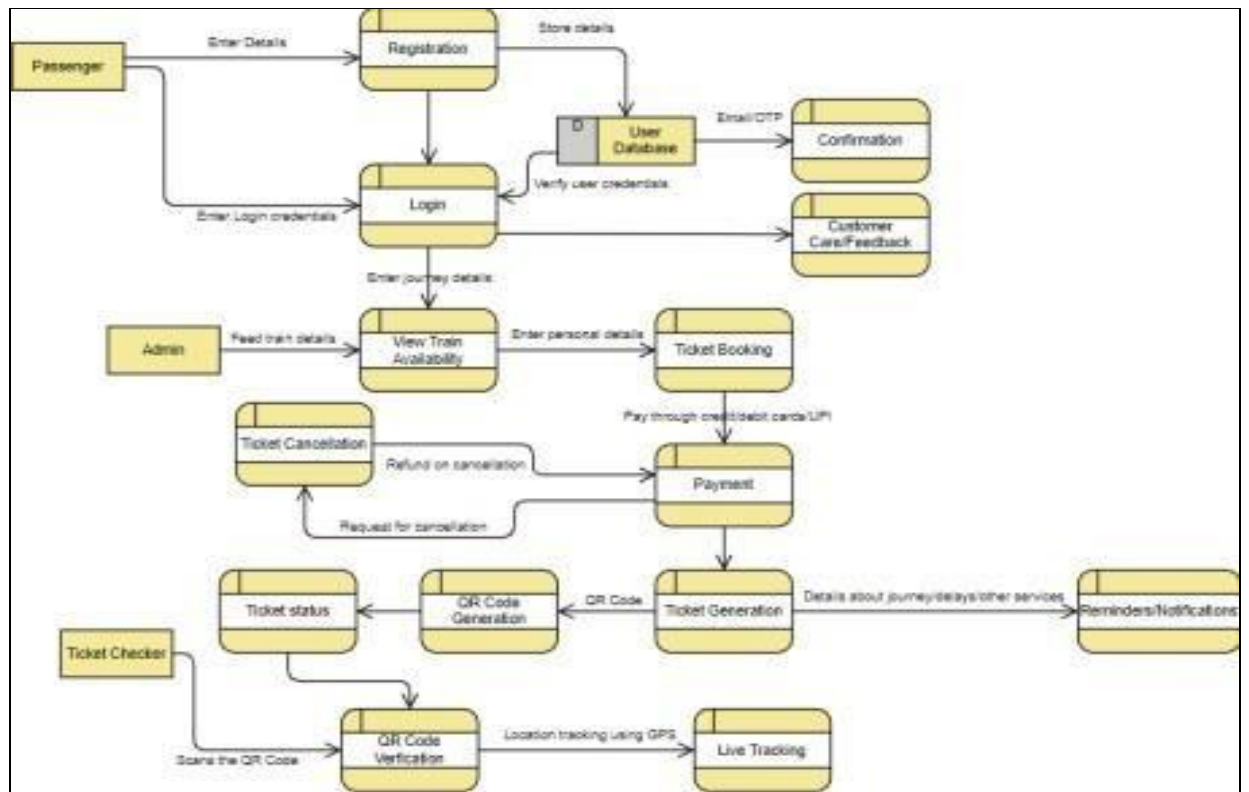 Enter Details
Registration
Store details
Passenger
D
User
Database
Email/OTP
Confirmation
Verify user credentials
Login
Enter Login credentials
Customer
Care/Feedback
Enter journey details
Admin
Feed train details
View Train
Availability
Enter personal details
Ticket Booking
Pay through credit/debit cards/UPI
Ticket Cancellation
Refund on cancellation
Payment
Request for cancellation
Ticket status
QR Code
Generation
QR Code
Ticket Generation
Details about journey/delays/other services
Reminders/Notifications
Ticket Checker
Scans the QR Code
QR Code
Verfication
Location tracking using GPS
Live Tracking